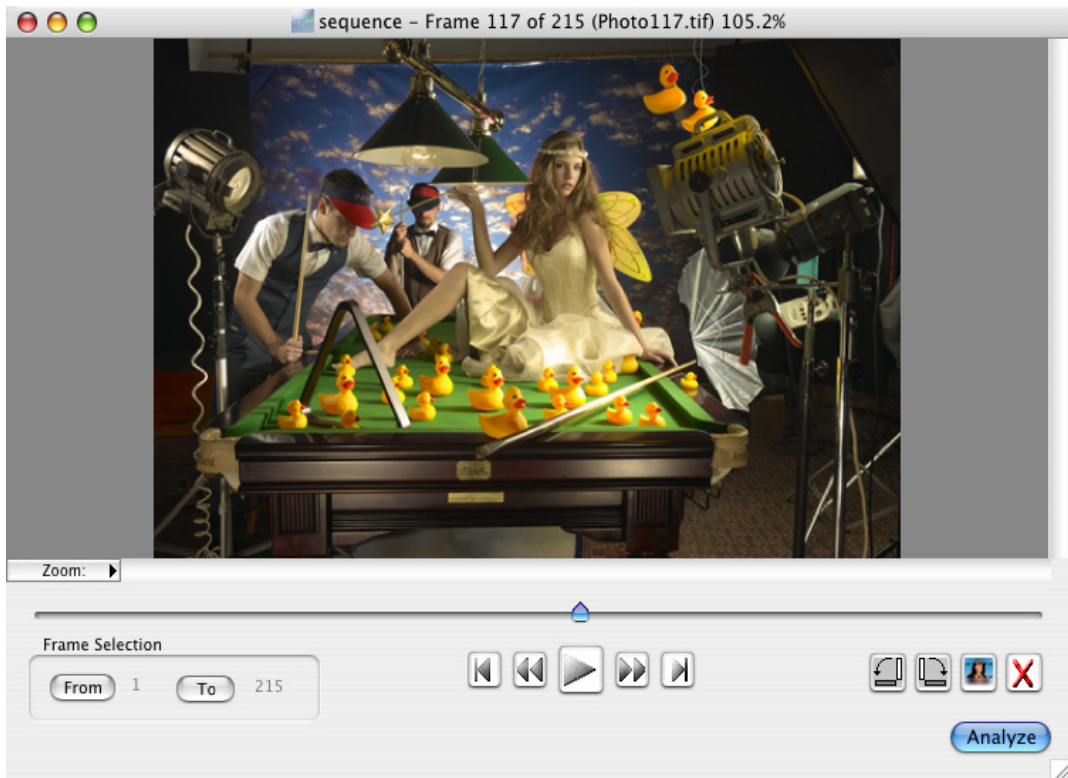 sequence – Frame 117 of 215 (Photo117.tif) 105.2%
Zoom:
Frame Selection
From 1 To 215
Analyze